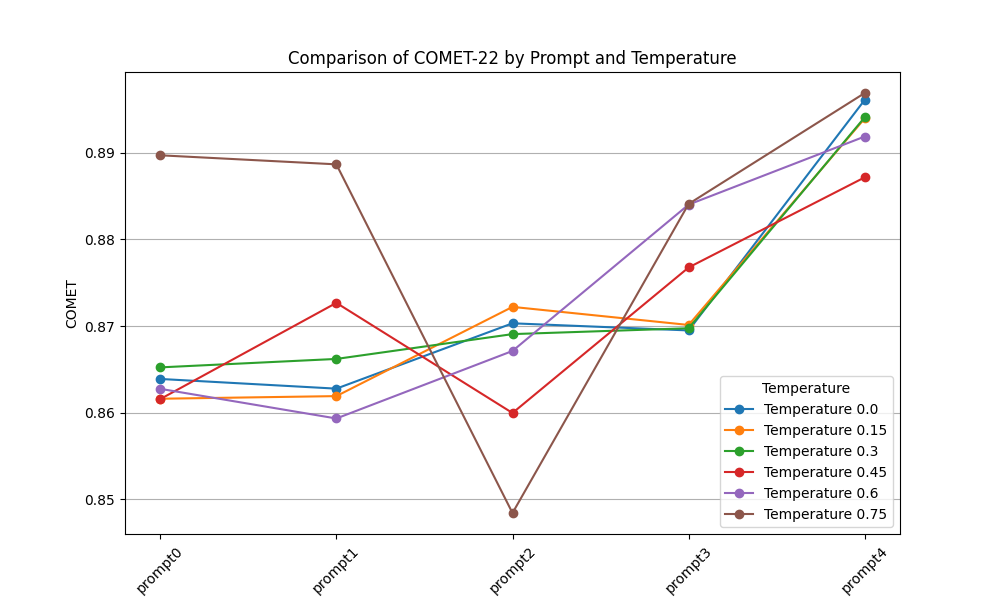 Comparison of COMET-22 by Prompt and Temperature
COMET
0.89
0.88
0.87
0.86
0.85
prompt0
prompt1
prompt2
prompt3
prompt4
Temperature
Temperature 0.0
Temperature 0.15
Temperature 0.3
Temperature 0.45
Temperature 0.6
Temperature 0.75